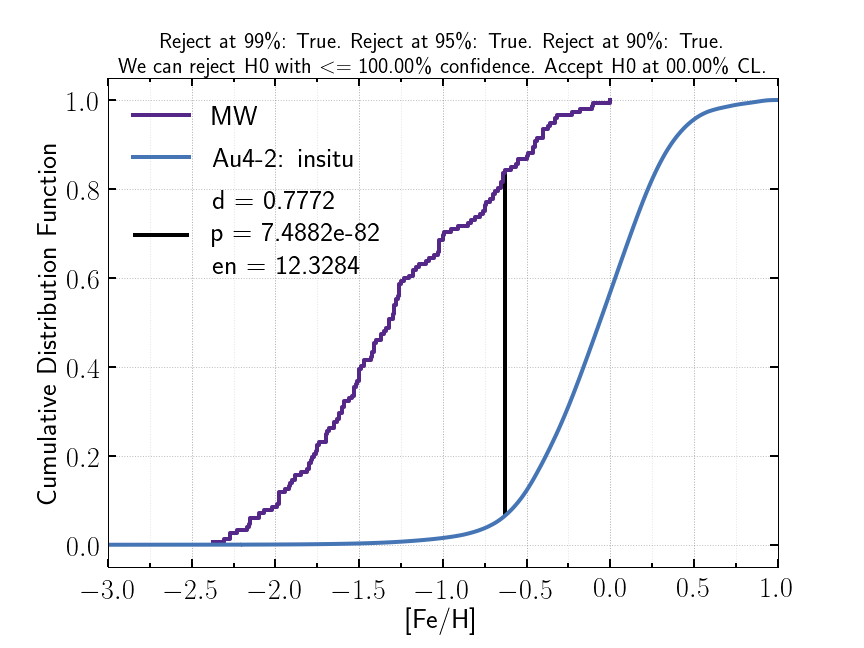 Reject at 99%: True. Reject at 95%: True. Reject at 90%: True.
We can reject H0 with <= 100.00% confidence. Accept H0 at 00.00% CL.
MW
Au4-2: insitu
d = 0.7772
p = 7.4882e-82
en = 12.3284
Cumulative Distribution Function
1.0
0.8
0.6
0.4
0.2
0.0
−3.0 −2.5 −2.0 −1.5 −1.0 −0.5 0.0 0.5 1.0
[Fe/H]